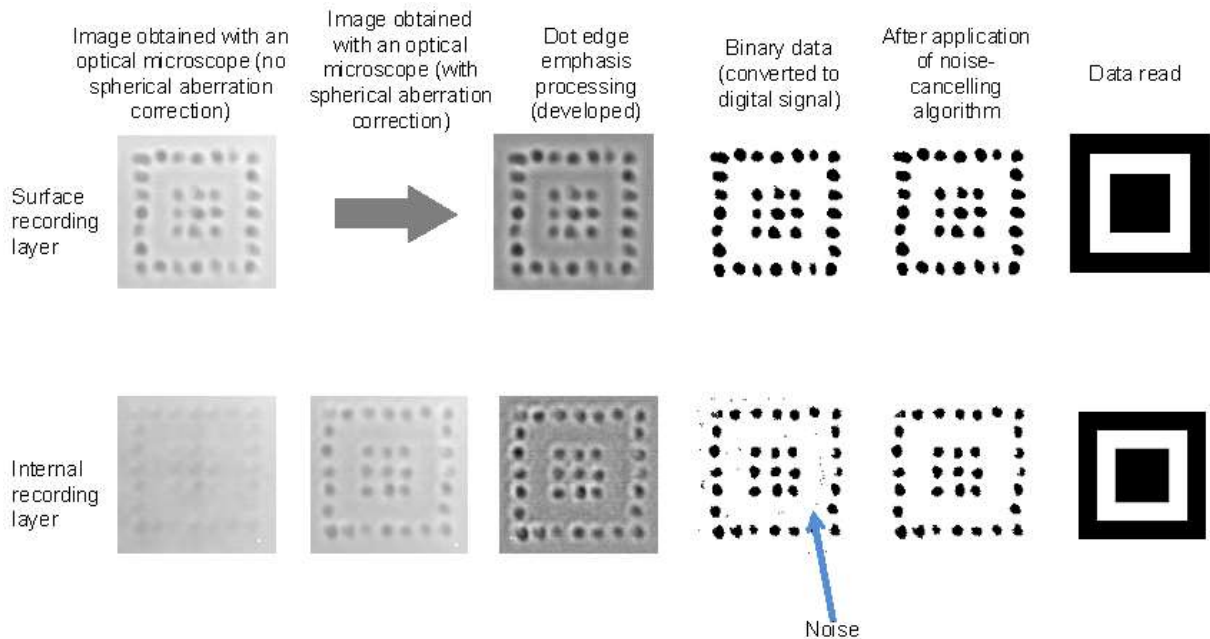 Image obtained with an
optical microscope (no
spherical aberration
correction)
Image obtained
with an optical
microscope (with
spherical aberration
correction)
Dot edge
emphasis
processing
(developed)
Binary data
(converted to
digital signal)
After application
of noise-
cancelling
algorithm
Data read
Surface
recording
layer
Internal
recording
layer
Noise